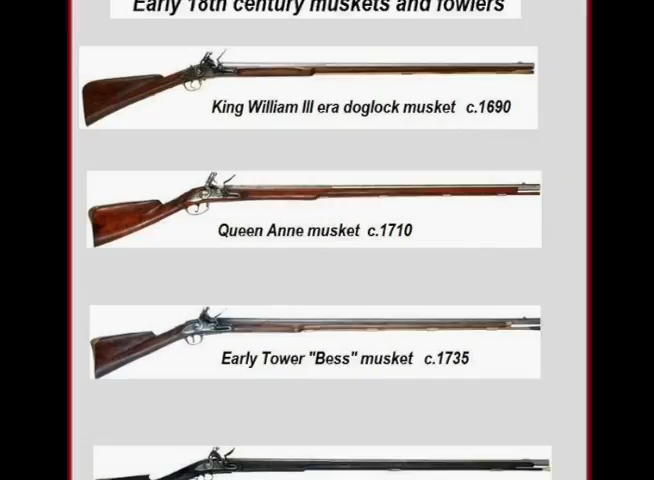 Early 18th century muskets and fowlers
King William III era doglock musket c.1690
Queen Anne musket c.1710
Early Tower "Bess" musket c.1735